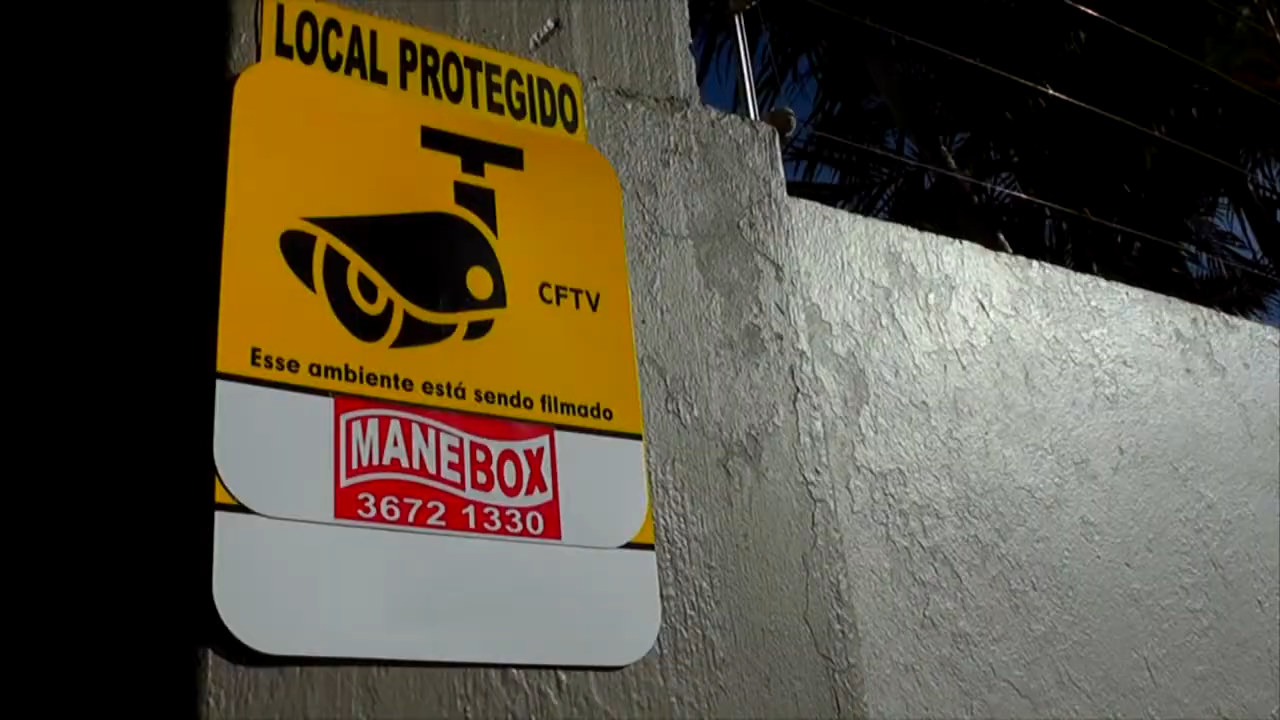 LOCAL PROTEGIDO
CFTV
Esse ambiente está sendo filmado
MANEBOX
3672 1330